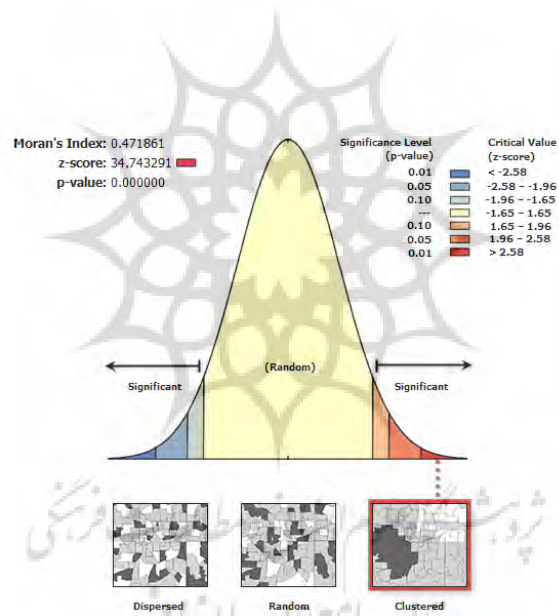 Moran's Index: 0.471861
z-score: 34.743291
p-value: 0.000000
Significance Level
(p-value)
Critical Value
(z-score)
0.01 < -2.58
0.05 -2.58 – -1.96
0.10 -1.96 – -1.65
--- -1.65 – 1.65
0.10 1.65 – 1.96
0.05 1.96 – 2.58
0.01 > 2.58
(Random)
Significant
Significant
Dispersed
Random
Clustered